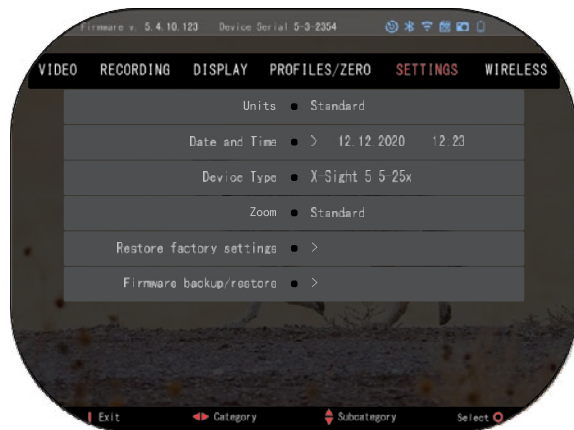 Firmware v. 5.4.10.123 Device Serial 5-3-2354
VIDEO RECORDING DISPLAY PROFILES/ZERO SETTINGS WIRELESS
Units Standard
Date and Time > 12.12.2020 12.23
Device Type X-Sight 5 5-25x
Zoom Standard
Restore factory settings >
Firmware backup/restore >
Exit Category Subcategory Select